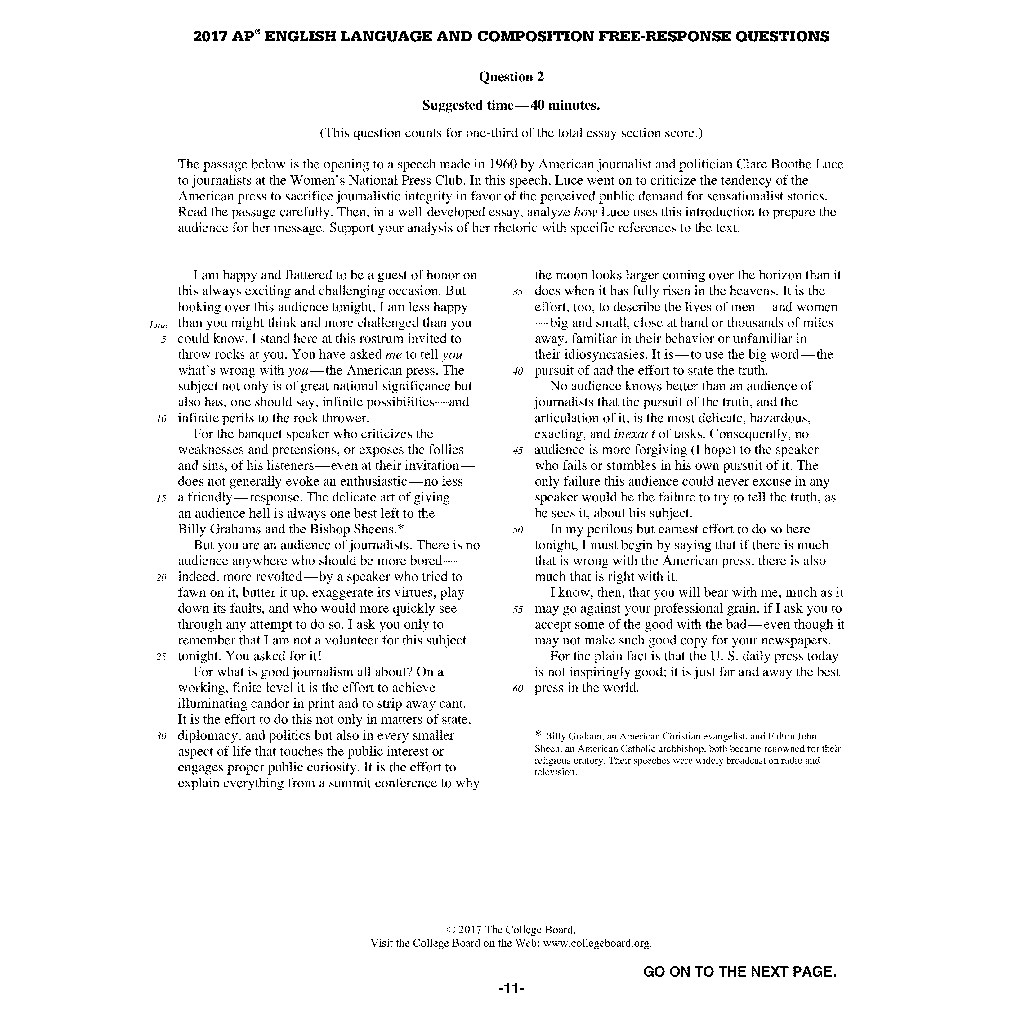 2017 AP® ENGLISH LANGUAGE AND COMPOSITION FREE-RESPONSE QUESTIONS
Question 2
Suggested time—40 minutes.
(This question counts for one-third of the total essay section score.)
The passage below is the opening to a speech made in 1960 by American journalist and politician Clare Boothe Luce
to journalists at the Women's National Press Club. In this speech, Luce went on to criticize the tendency of the
American press to sacrifice journalistic integrity in favor of the perceived public demand for sensationalist stories.
Read the passage carefully. Then, in a well-developed essay, analyze how Luce uses this introduction to prepare the
audience for her message. Support your analysis of her rhetoric with specific references to the text.
I am happy and flattered to be a guest of honor on
this always exciting and challenging occasion. But
looking over this audience tonight, I am less happy
Line than you might think and more challenged than you
5 could know. I stand here at this rostrum invited to
throw rocks at you. You have asked me to tell you
what's wrong with you—the American press. The
subject not only is of great national significance but
also has, one should say, infinite possibilities—and
10 infinite perils to the rock thrower.
For the banquet speaker who criticizes the
weaknesses and pretensions, or exposes the follies
and sins, of his listeners—even at their invitation—
does not generally evoke an enthusiastic—no less
15 a friendly—response. The delicate art of giving
an audience hell is always one best left to the
Billy Grahams and the Bishop Sheens.*
But you are an audience of journalists. There is no
audience anywhere who should be more bored—
20 indeed, more revolted—by a speaker who tried to
fawn on it, butter it up, exaggerate its virtues, play
down its faults, and who would more quickly see
through any attempt to do so. I ask you only to
remember that I am not a volunteer for this subject
25 tonight. You asked for it!
For what is good journalism all about? On a
working, finite level it is the effort to achieve
illuminating candor in print and to strip away cant.
It is the effort to do this not only in matters of state,
30 diplomacy, and politics but also in every smaller
aspect of life that touches the public interest or
engages proper public curiosity. It is the effort to
explain everything from a summit conference to why
the moon looks larger coming over the horizon than it
35 does when it has fully risen in the heavens. It is the
effort, too, to describe the lives of men—and women
—big and small, close at hand or thousands of miles
away, familiar in their behavior or unfamiliar in
their idiosyncrasies. It is—to use the big word—the
40 pursuit of and the effort to state the truth.
No audience knows better than an audience of
journalists that the pursuit of the truth, and the
articulation of it, is the most delicate, hazardous,
exacting, and inexact of tasks. Consequently, no
45 audience is more forgiving (I hope) to the speaker
who fails or stumbles in his own pursuit of it. The
only failure this audience could never excuse in any
speaker would be the failure to try to tell the truth, as
he sees it, about his subject.
50 In my perilous but earnest effort to do so here
tonight, I must begin by saying that if there is much
that is wrong with the American press, there is also
much that is right with it.
I know, then, that you will bear with me, much as it
55 may go against your professional grain, if I ask you to
accept some of the good with the bad—even though it
may not make such good copy for your newspapers.
For the plain fact is that the U. S. daily press today
is not inspiringly good; it is just far and away the best
60 press in the world.
* Billy Graham, an American Christian evangelist, and Fulton John
Sheen, an American Catholic archbishop, both became renowned for their
religious oratory. Their speeches were widely broadcast on radio and
television.
© 2017 The College Board.
Visit the College Board on the Web: www.collegeboard.org.
GO ON TO THE NEXT PAGE.
-11-